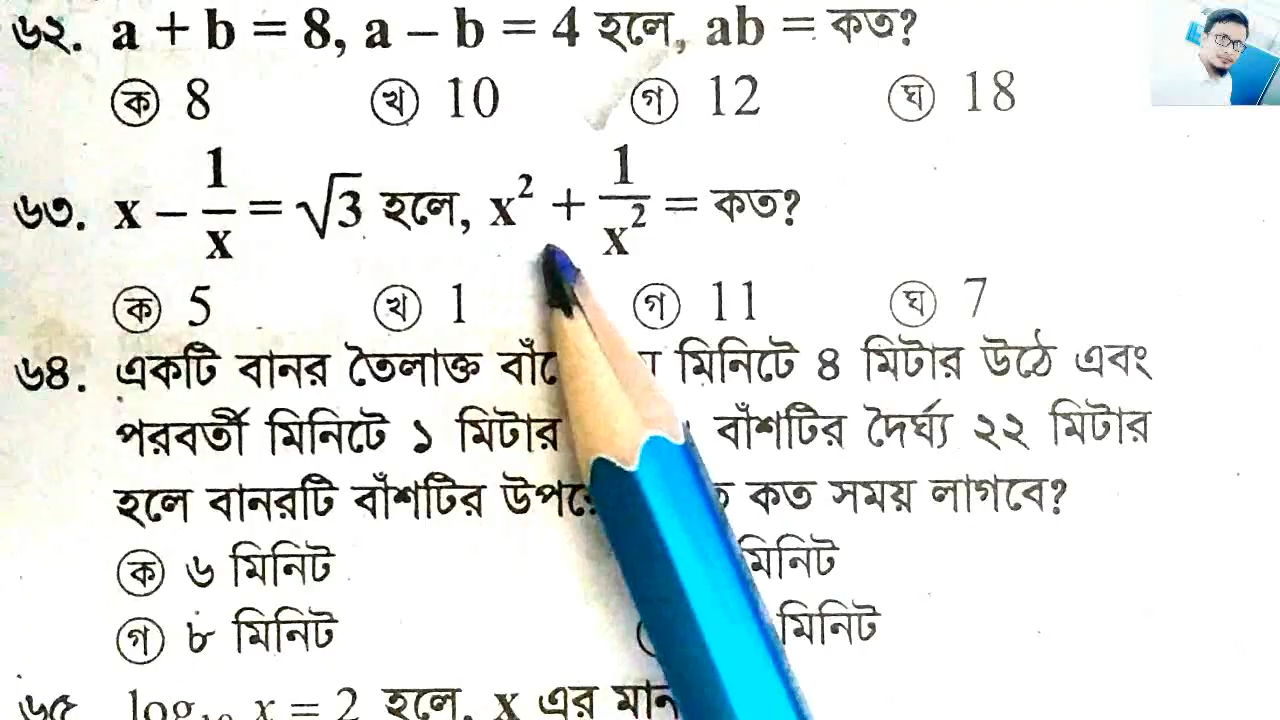 ৬২. a + b = 8, a – b = 4 হলে, ab = কত?
ক 8 খ 10 গ 12 ঘ 18
৬৩. x – 1/x = √3 হলে, x² + 1/x² = কত?
ক 5 খ 1 গ 11 ঘ 7
৬৪. একটি বানর তৈলাক্ত মিনিটে ৪ মিটার উঠে এবং
পরবর্তী মিনিটে ১ মিটার বাঁশটির দৈর্ঘ্য ২২ মিটার
হলে বানরটি বাঁশটির কত সময় লাগবে?
ক ৬ মিনিট মিনিট
গ ৮ মিনিট মিনিট
৬৫ log₁₀ x = 2 হলে, x এর মান